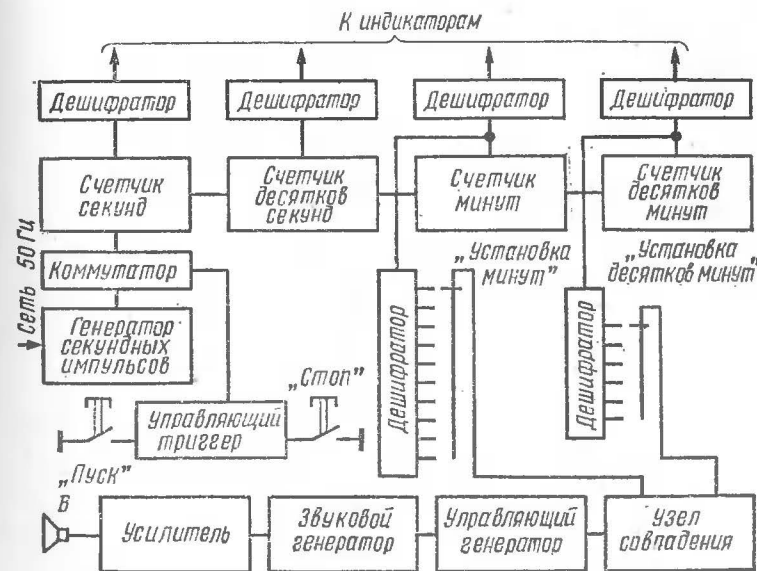 К индикаторам
Дешифратор
Дешифратор
Дешифратор
Дешифратор
Счетчик
секунд
Счетчик
десятков
секунд
Счетчик
минут
Счетчик
десятков
минут
Сеть 50 Гц
Коммутатор
Генератор
секундных
импульсов
„Установка
минут”
„Установка
десятков минут”
Дешифратор
Дешифратор
„Стоп”
Управляющий
триггер
„Пуск”
В
Усилитель
Звуковой
генератор
Управляющий
генератор
Узел
совпадения